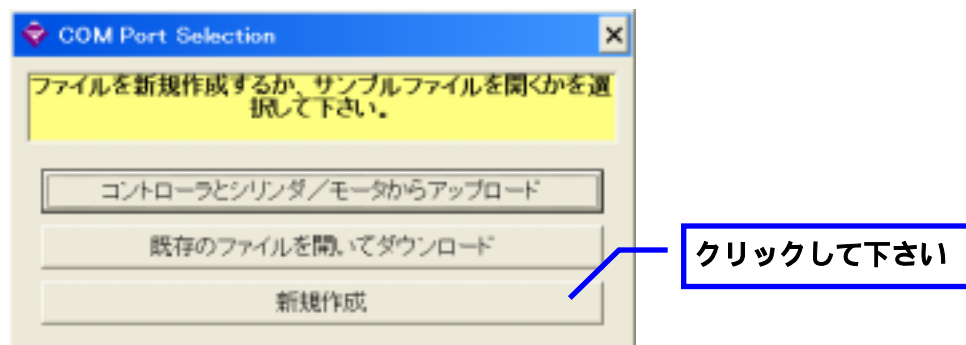 COM Port Selection
ファイルを新規作成するか、サンプルファイルを開くかを選
択して下さい。
コントローラとシリンダ／モータからアップロード
既存のファイルを開いてダウンロード
クリックして下さい
新規作成